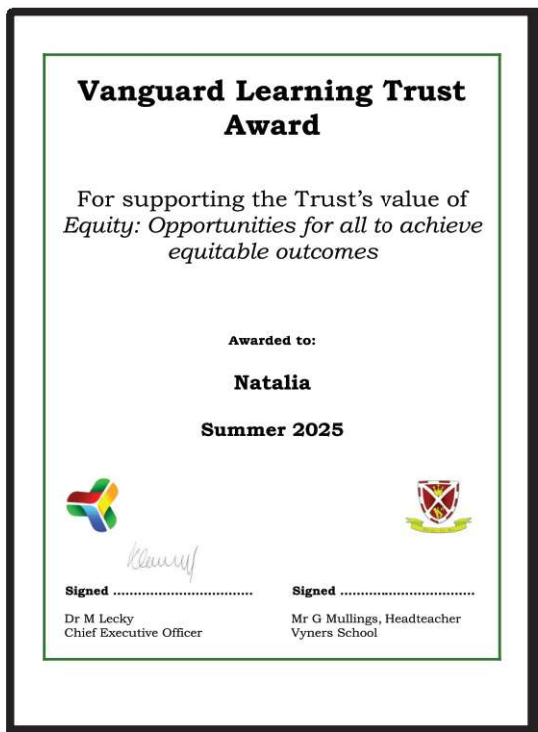 Vanguard Learning Trust
Award
For supporting the Trust's value of
Equity: Opportunities for all to achieve
equitable outcomes
Awarded to:
Natalia
Summer 2025
Signed ..................................
Dr M Lecky
Chief Executive Officer
Signed .................................
Mr G Mullings, Headteacher
Vyners School